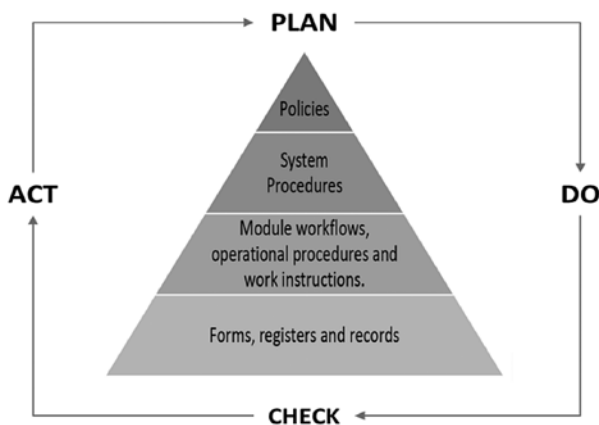 PLAN
Policies
System
Procedures
ACT
DO
Module workflows,
operational procedures and
work instructions.
Forms, registers and records
CHECK